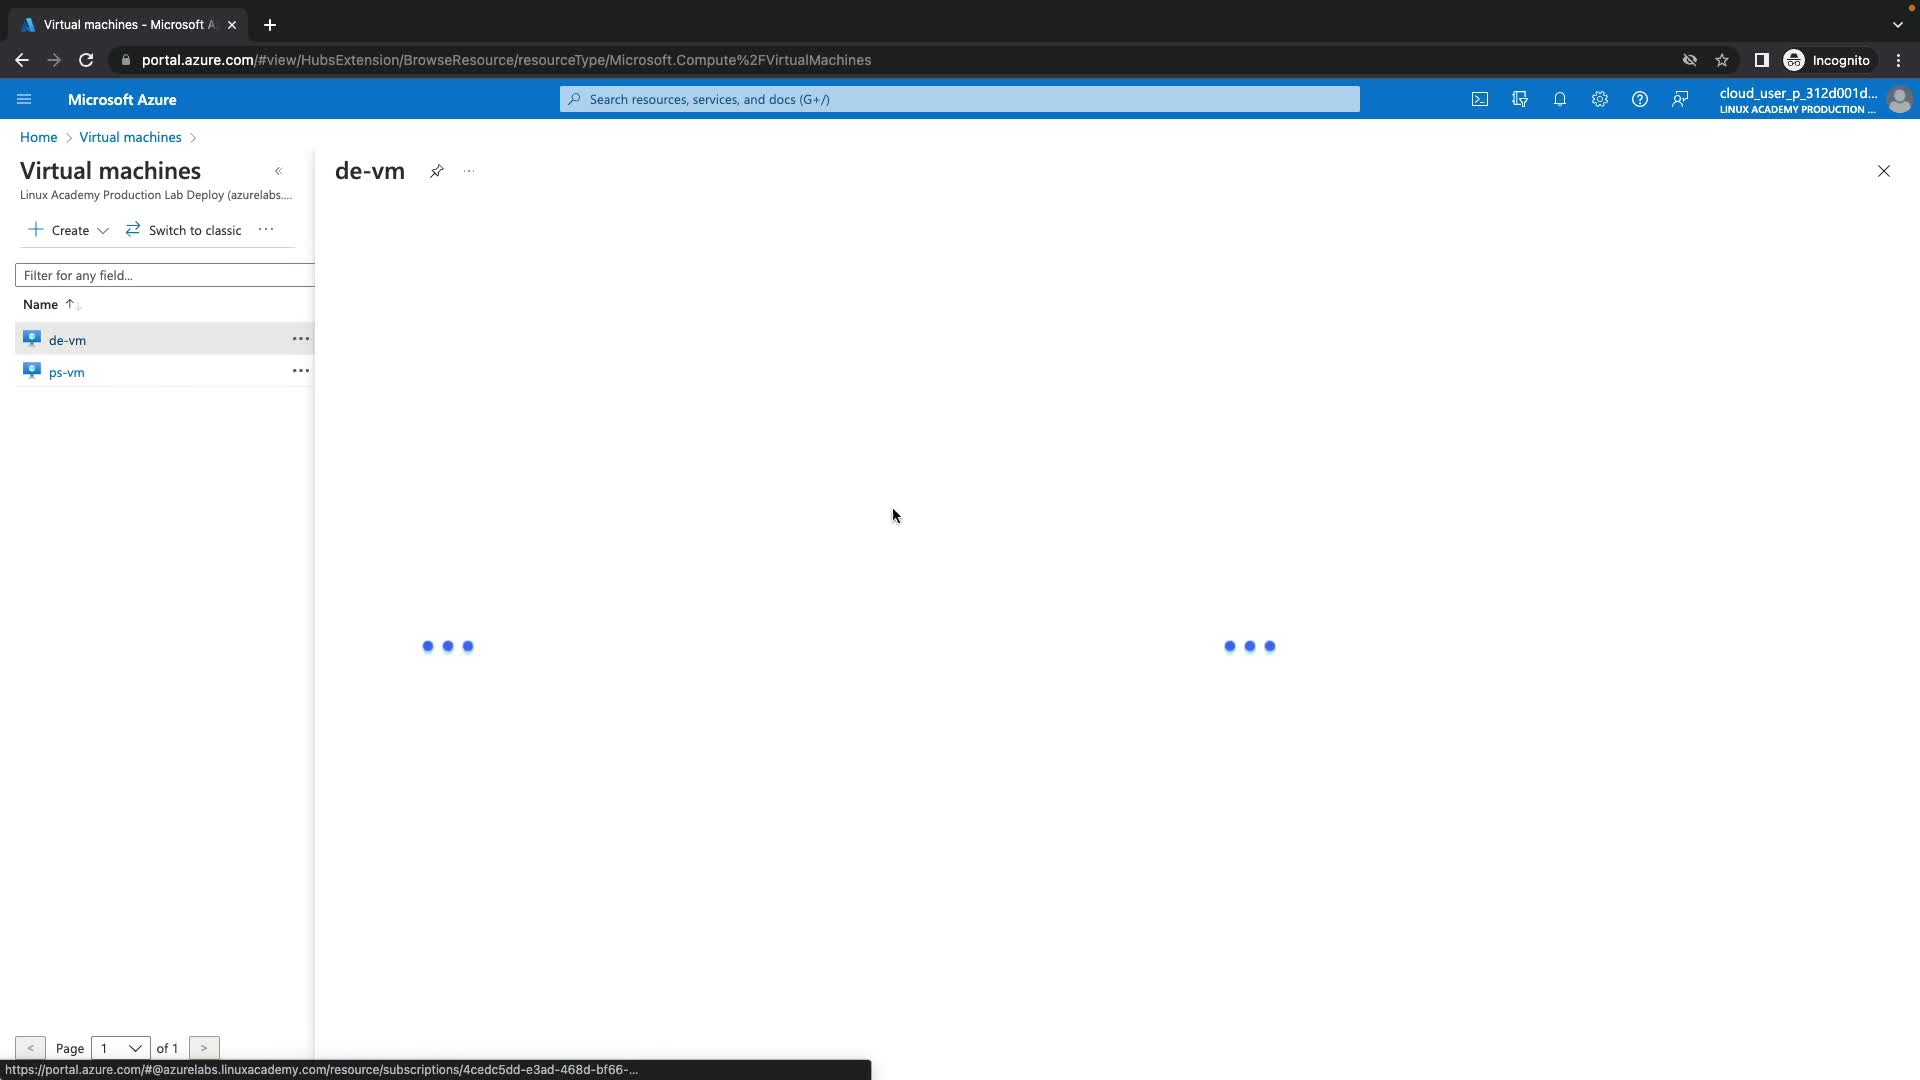 Virtual machines - Microsoft A
portal.azure.com/#view/HubsExtension/BrowseResource/resourceType/Microsoft.Compute%2FVirtualMachines
Incognito
Microsoft Azure
Search resources, services, and docs (G+/)
cloud_user_p_312d001d...
LINUX ACADEMY PRODUCTION ...
Home > Virtual machines >
Virtual machines
«
Linux Academy Production Lab Deploy (azurelabs....
Create
Switch to classic
...
Filter for any field...
Name ↑↓
de-vm
...
ps-vm
...
< Page 1 of 1 >
de-vm
...
https://portal.azure.com/#@azurelabs.linuxacademy.com/resource/subscriptions/4cedc5dd-e3ad-468d-bf66-...